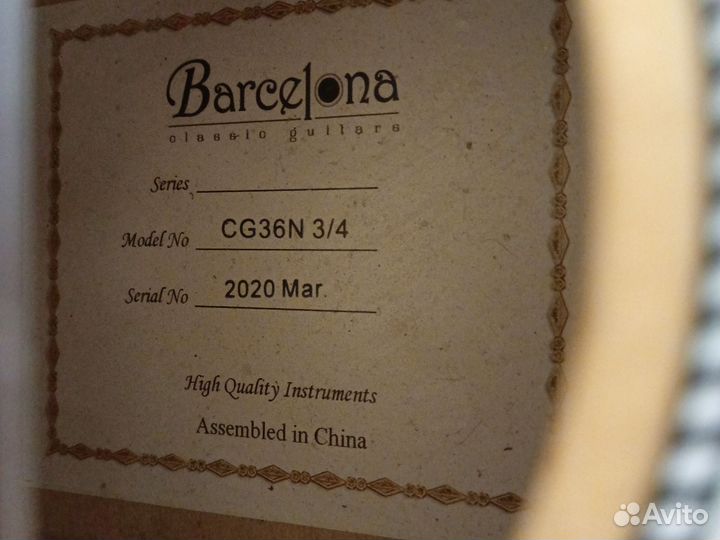 Barcelona
classic guitars
Series
Model No CG36N 3/4
Serial No 2020 Mar.
High Quality Instruments
Assembled in China
Avito